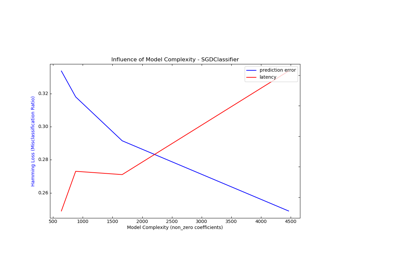 Influence of Model Complexity - SGDClassifier
prediction error
latency
Hamming Loss (Misclassification Ratio)
0.32
0.30
0.28
0.26
500 1000 1500 2000 2500 3000 3500 4000 4500
Model Complexity (non_zero coefficients)